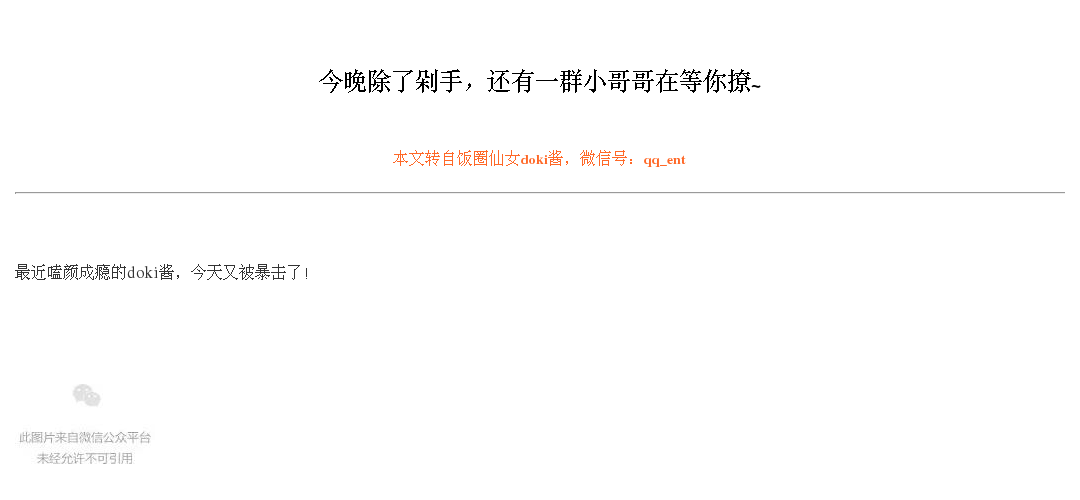 今晚除了剁手，还有一群小哥哥在等你撩~
本文转自饭圈仙女doki酱，微信号：qq_ent
最近嗑颜成瘾的doki酱，今天又被暴击了！
此图片来自微信公众平台
未经允许不可引用